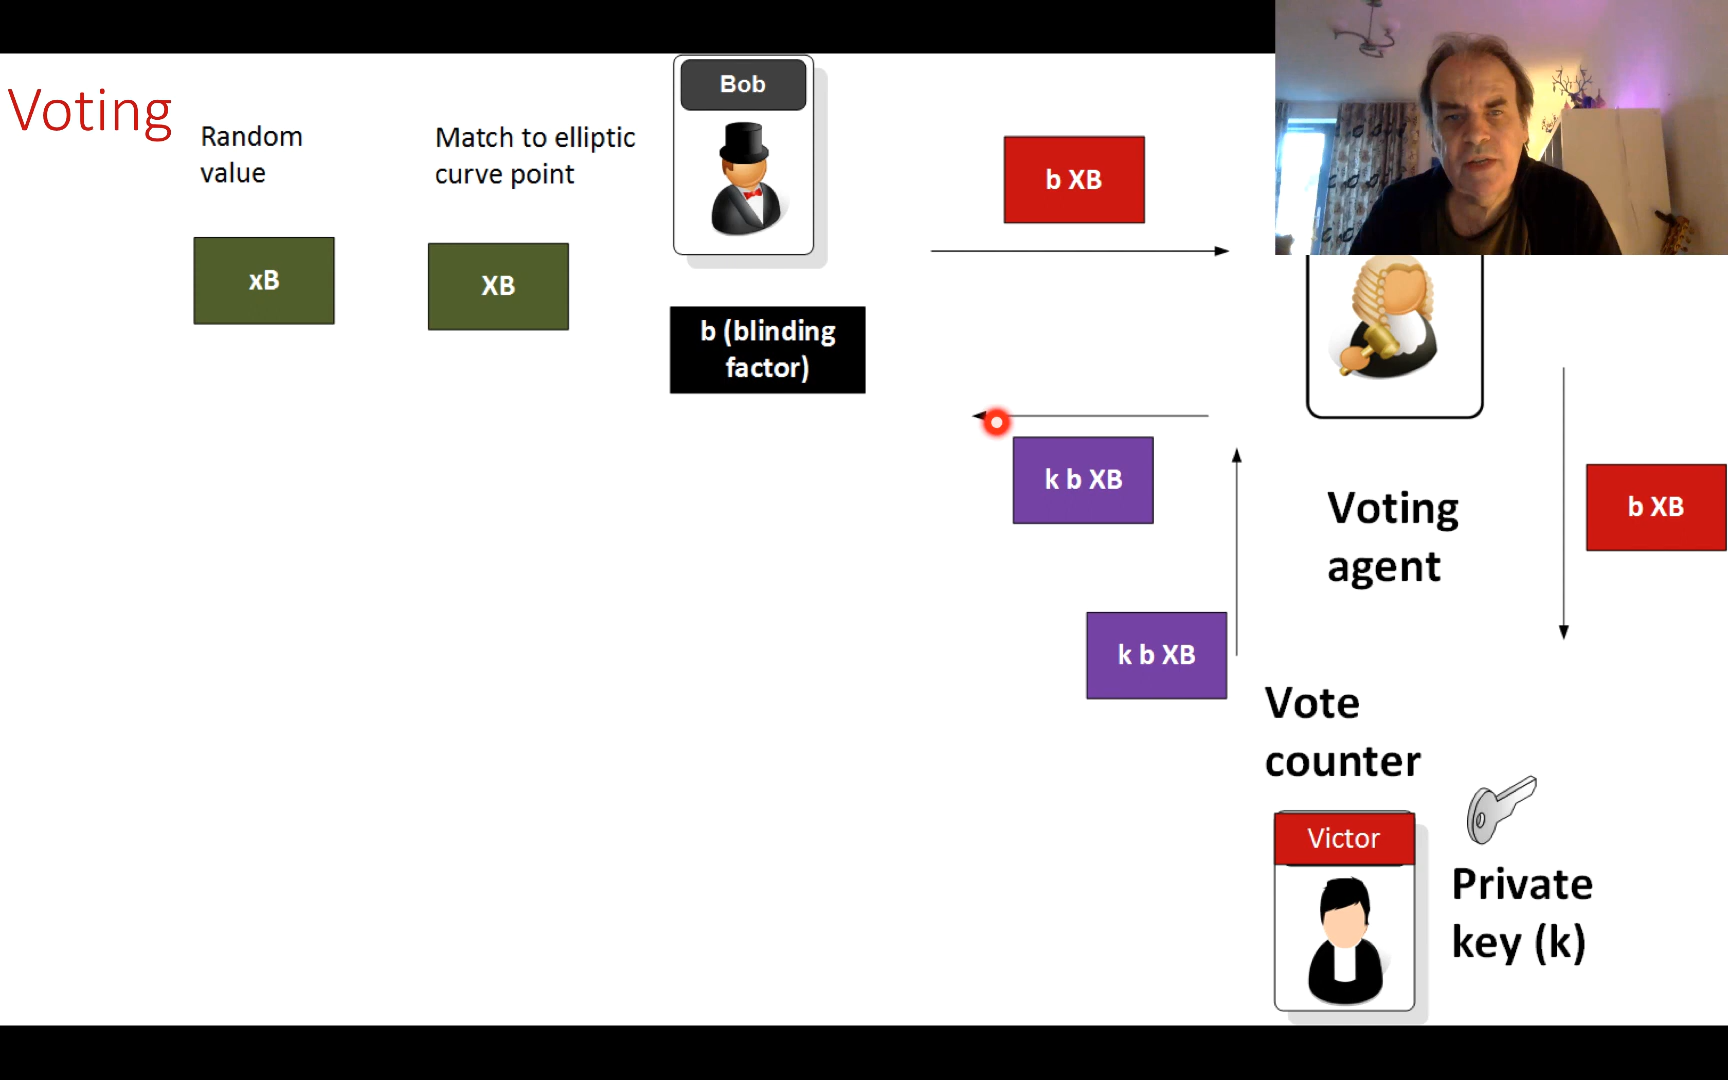 Voting
Random
value
Match to elliptic
curve point
Bob
b XB
xB
XB
b (blinding
factor)
k b XB
Voting
agent
b XB
k b XB
Vote
counter
Victor
Private
key (k)